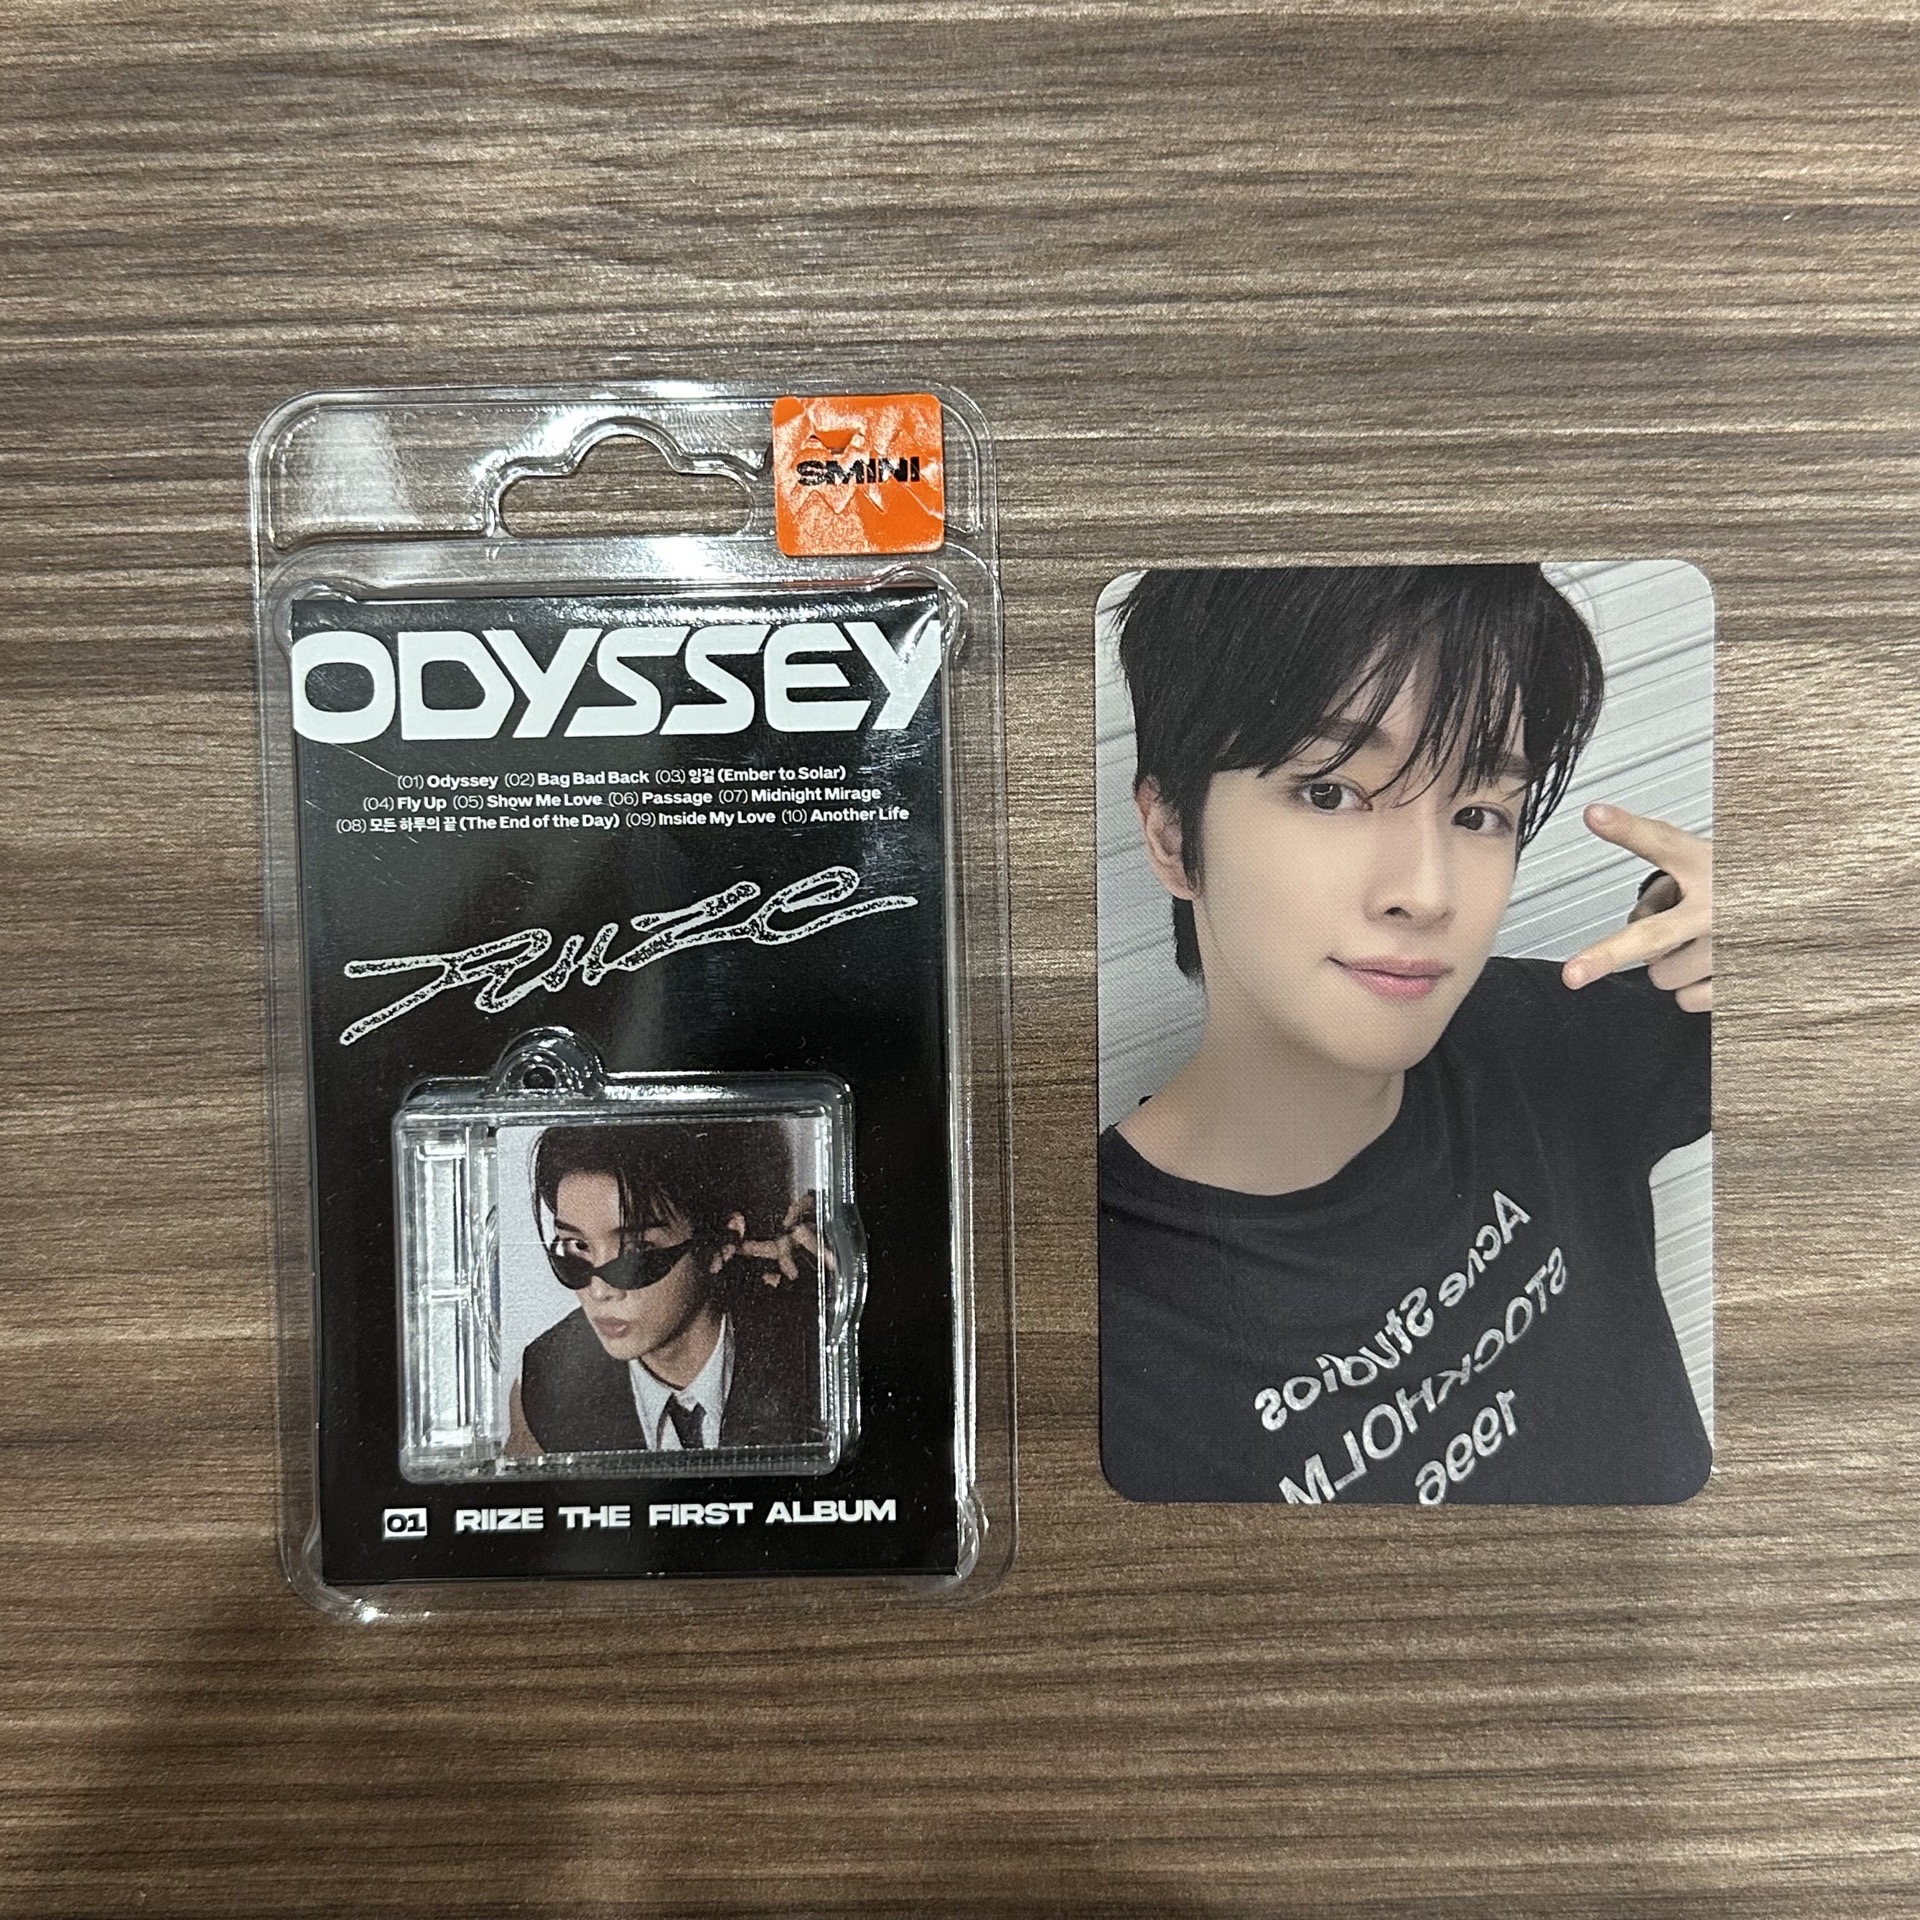 SMINI
ODYSSEY
(01) Odyssey (02) Bag Bad Back (03) 잉걸 (Ember to Solar)
(04) Fly Up (05) Show Me Love (06) Passage (07) Midnight Mirage
(08) 모든 하루의 끝 (The End of the Day) (09) Inside My Love (10) Another Life
RIIZE
01 RIIZE THE FIRST ALBUM
Acne Studios
STOCKHOLM
1996